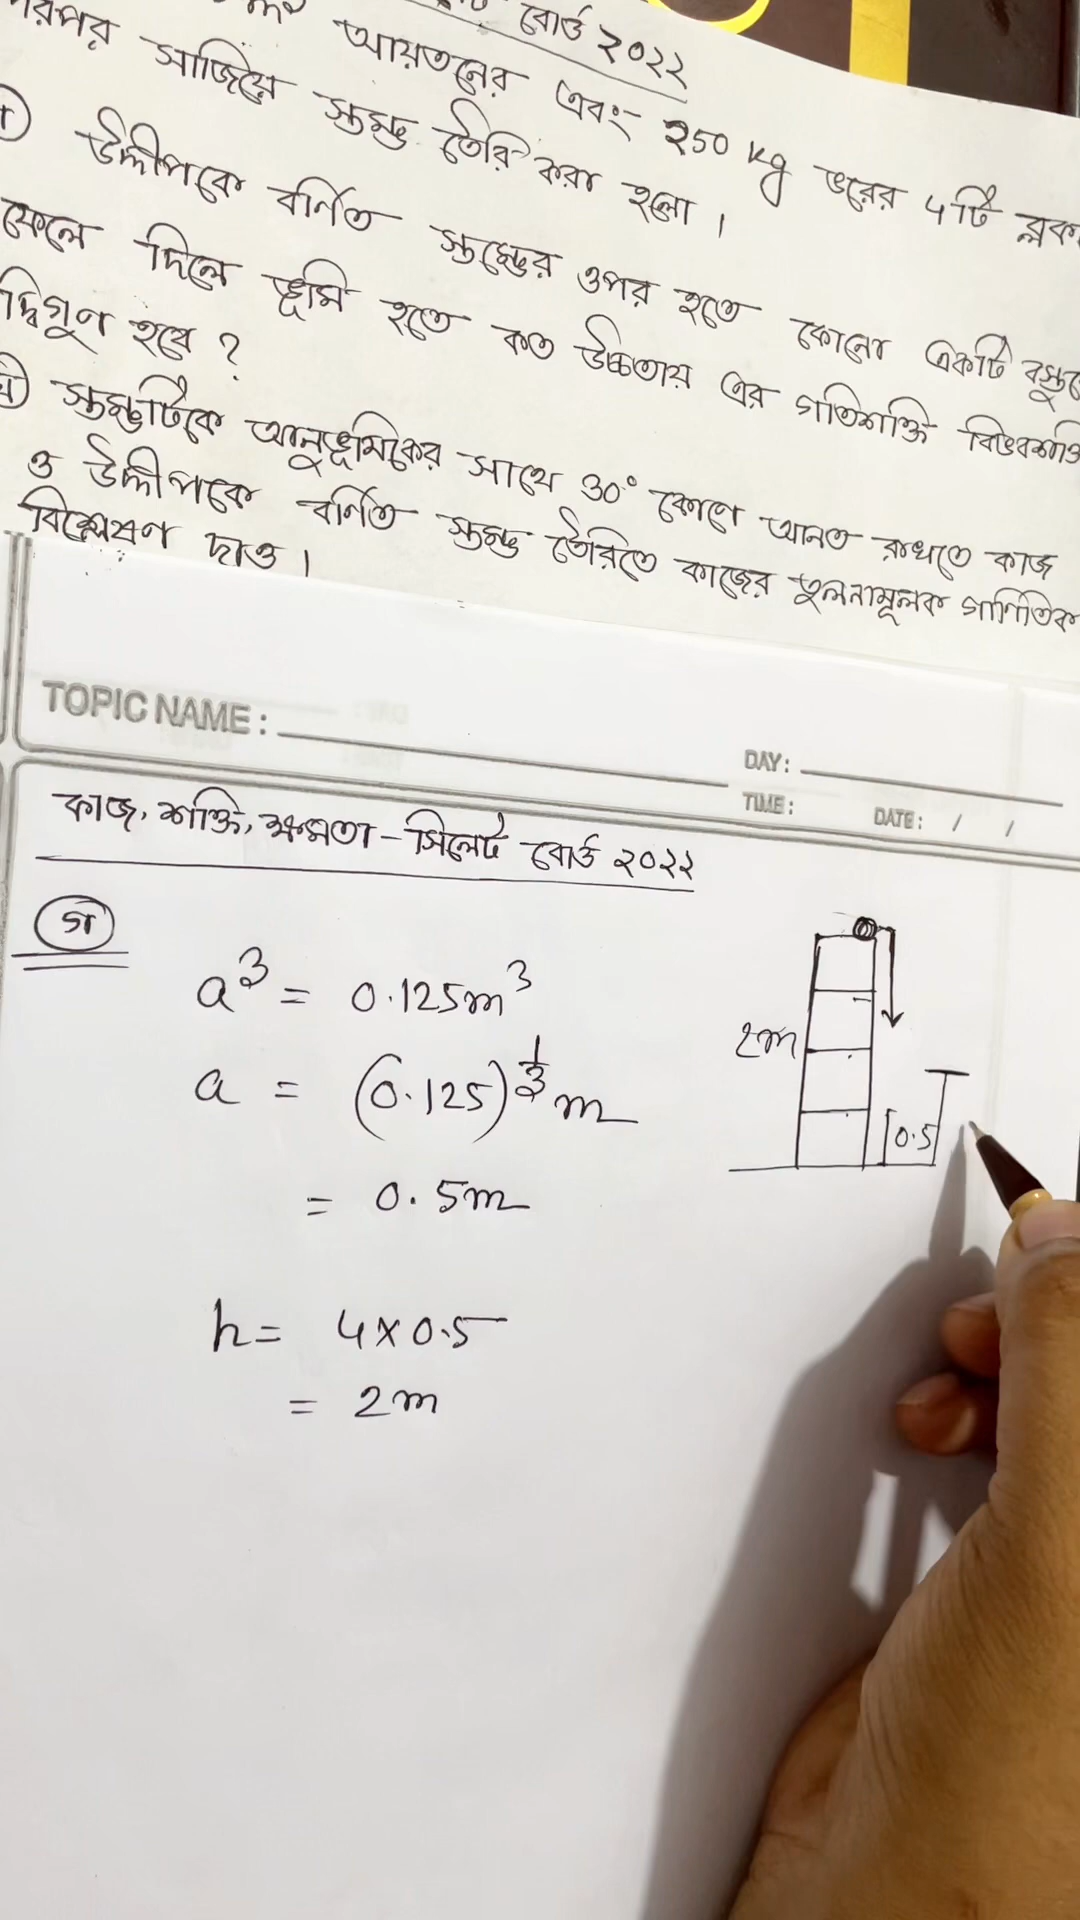 বোর্ড ২০২২
আয়তনের এবং 250 kg ভরের 4টি ব্লক
সাজিয়ে স্তম্ভ তৈরি করা হলো।
উদ্দীপকে বর্ণিত স্তম্ভের ওপর হতে কোনো একটি বস্তুকে
ফেলে দিলে ভূমি হতে কত উচ্চতায় এর গতিশক্তি বিভবশক্তি
দ্বিগুণ হবে ?
স্তম্ভটিকে আনুভূমিকের সাথে 30° কোণে আনত রাখতে কাজ
ও উদ্দীপকে বর্ণিত স্তম্ভ তৈরিতে কাজের তুলনামূলক গাণিতিক
বিশ্লেষণ দাও।
TOPIC NAME :
DAY :
TIME :
DATE : / /
কাজ, শক্তি, ক্ষমতা - সিলেট বোর্ড ২০২২
গ
a³ = 0.125m³
a = (0.125)^⅓ m
= 0.5m
h = 4×0.5
= 2m
2m
0.5